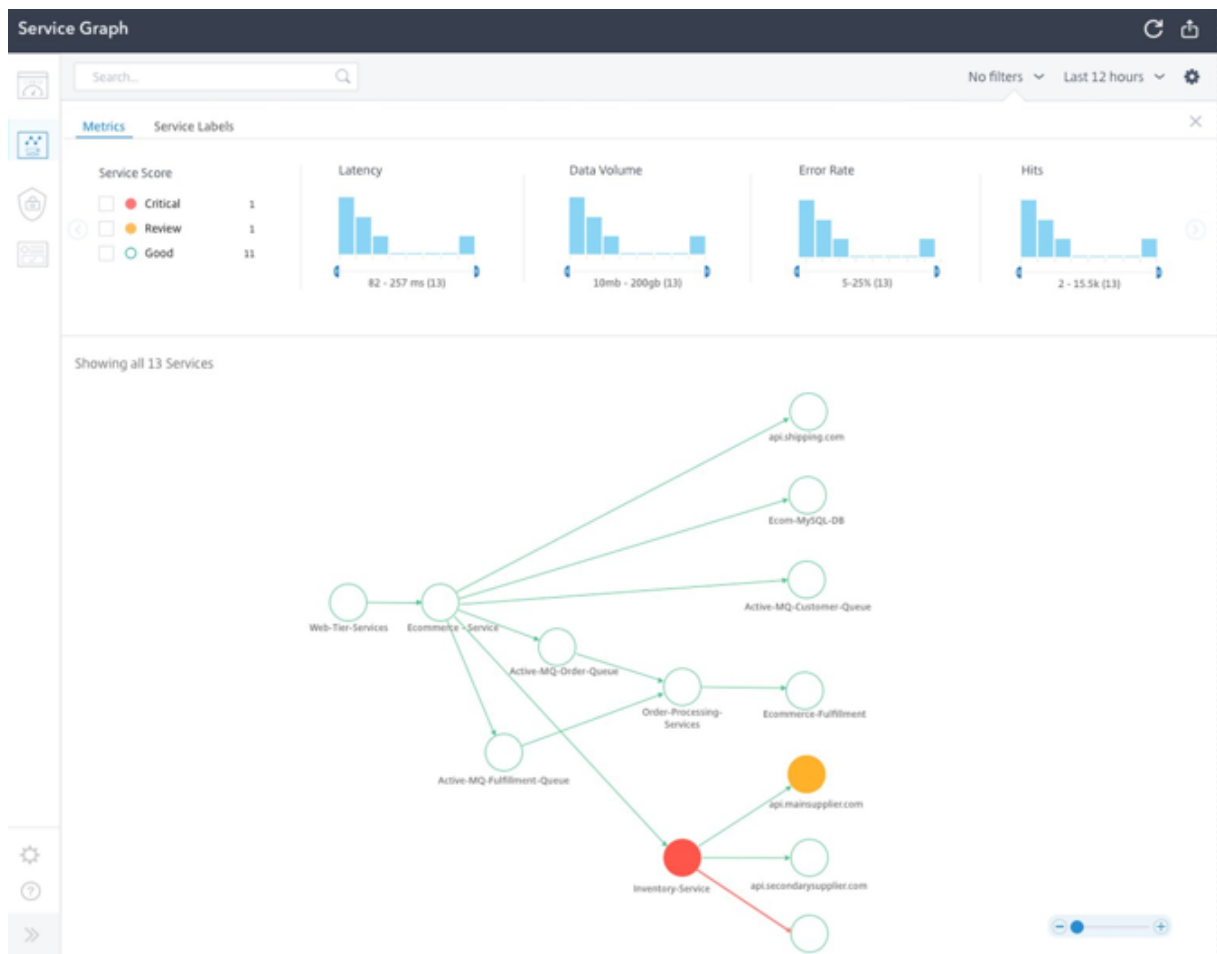 Service Graph
Search...
No filters
Last 12 hours
Metrics
Service Labels
Service Score
Critical 1
Review 1
Good 11
Latency
82 - 257 ms (13)
Data Volume
10mb - 200gb (13)
Error Rate
5-25% (13)
Hits
2 - 15.5k (13)
Showing all 13 Services
api.shipping.com
Ecom-MySQL-DB
Active-MQ-Customer-Queue
Web-Tier-Services
Ecommerce - Service
Active-MQ-Order-Queue
Order-Processing-
Services
Ecommerce-Fulfillment
Active-MQ-Fulfillment-Queue
api.mainsupplier.com
Inventory-Service
api.secondarysupplier.com